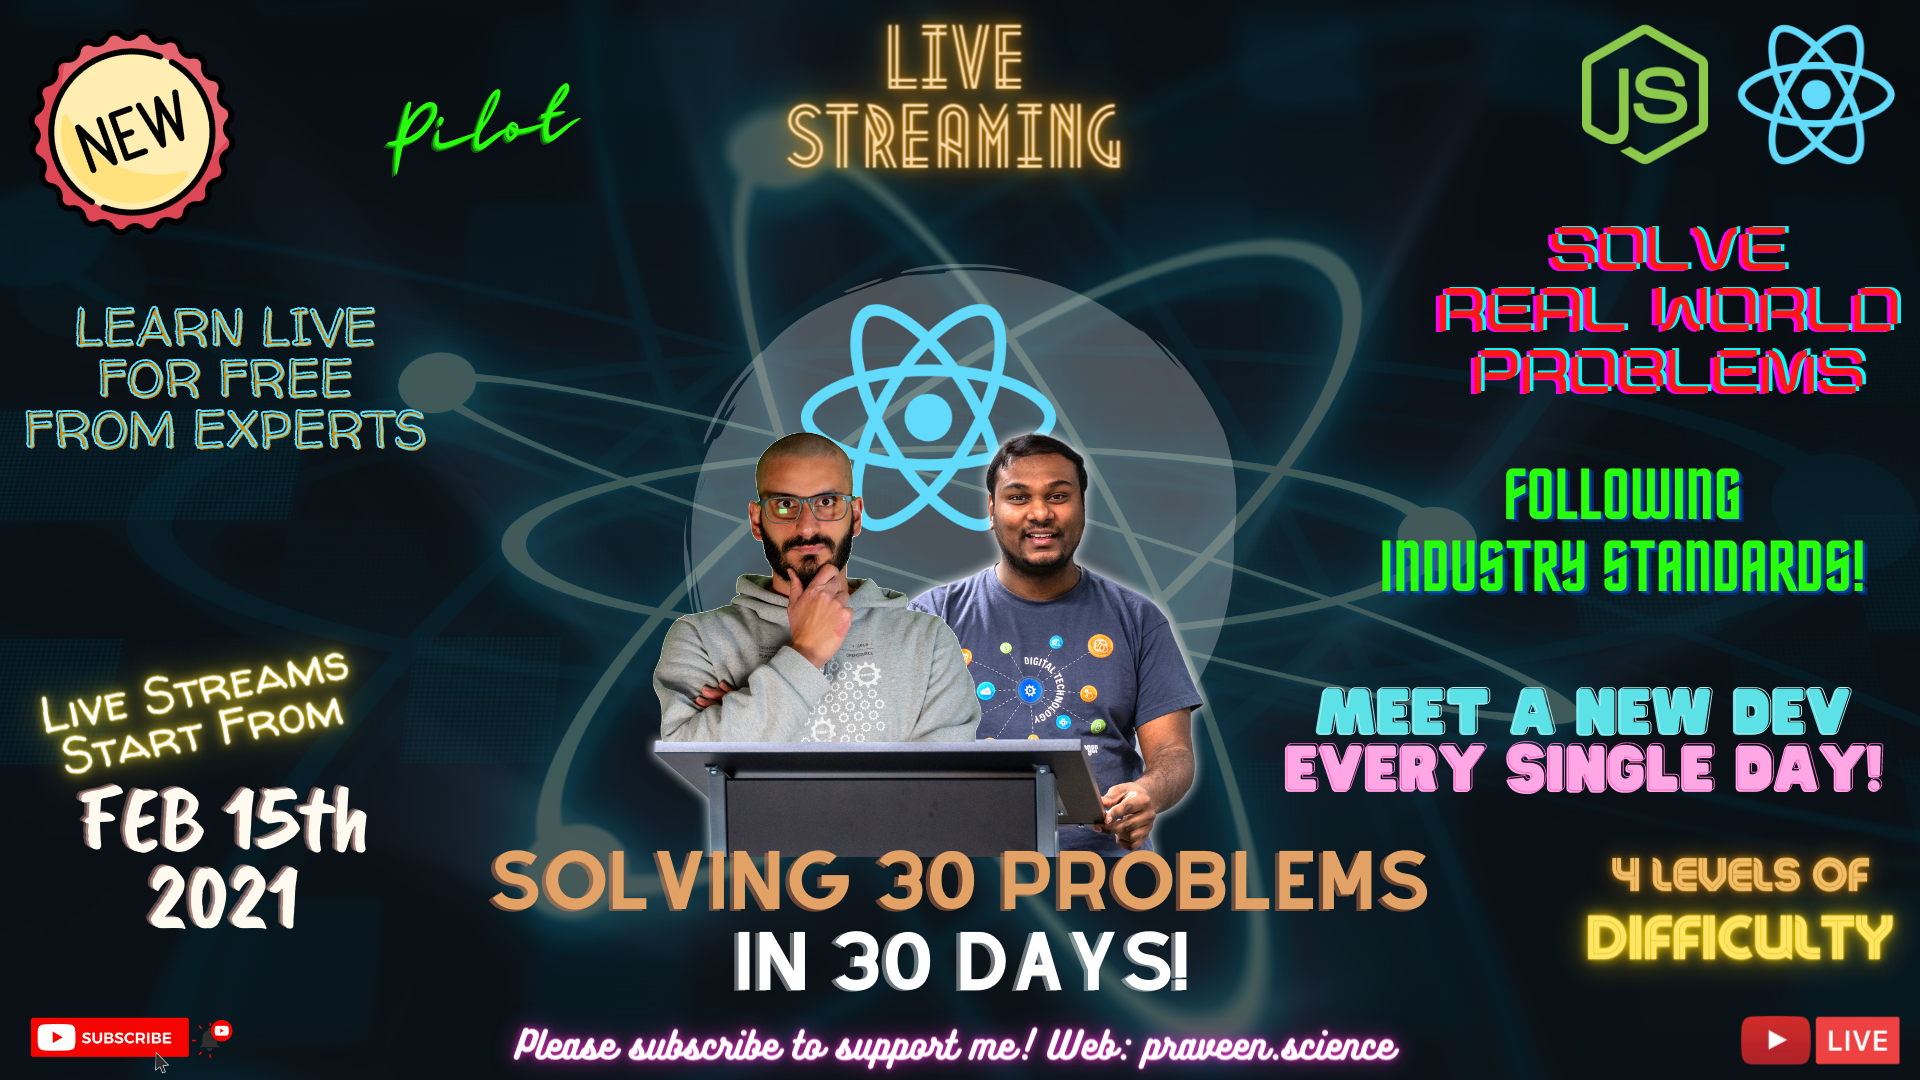 NEW
Pilot
LIVE
STREAMING
JS
LEARN LIVE
FOR FREE
FROM EXPERTS
SOLVE
REAL WORLD
PROBLEMS
FOLLOWING
INDUSTRY STANDARDS!
DIGITAL TECHNOLOGY
LIVE STREAMS
START FROM
FEB 15th
2021
MEET A NEW DEV
EVERY SINGLE DAY!
SOLVING 30 PROBLEMS
IN 30 DAYS!
4 LEVELS OF
DIFFICULTY
SUBSCRIBE
Please subscribe to support me! Web: praveen.science
LIVE